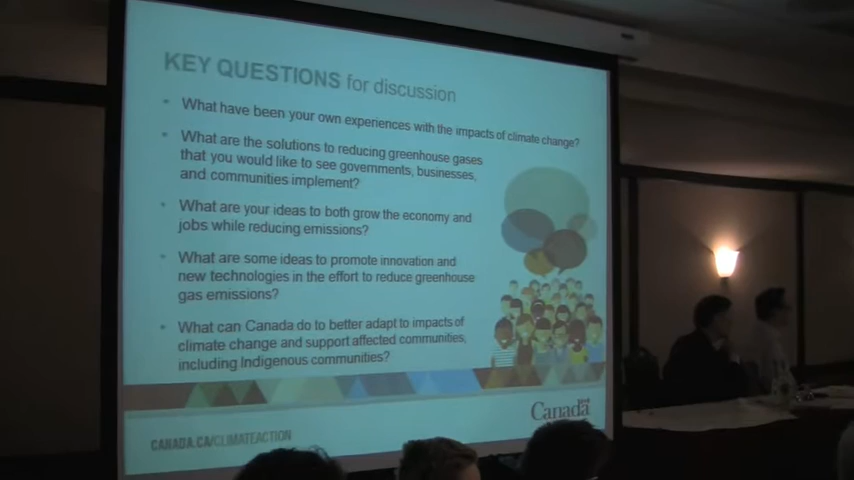 KEY QUESTIONS for discussion
• What have been your own experiences with the impacts of climate change?
• What are the solutions to reducing greenhouse gases
that you would like to see governments, businesses,
and communities implement?
• What are your ideas to both grow the economy and
jobs while reducing emissions?
• What are some ideas to promote innovation and
new technologies in the effort to reduce greenhouse
gas emissions?
• What can Canada do to better adapt to impacts of
climate change and support affected communities,
including Indigenous communities?
CANADA.CA/CLIMATEACTION
Canada